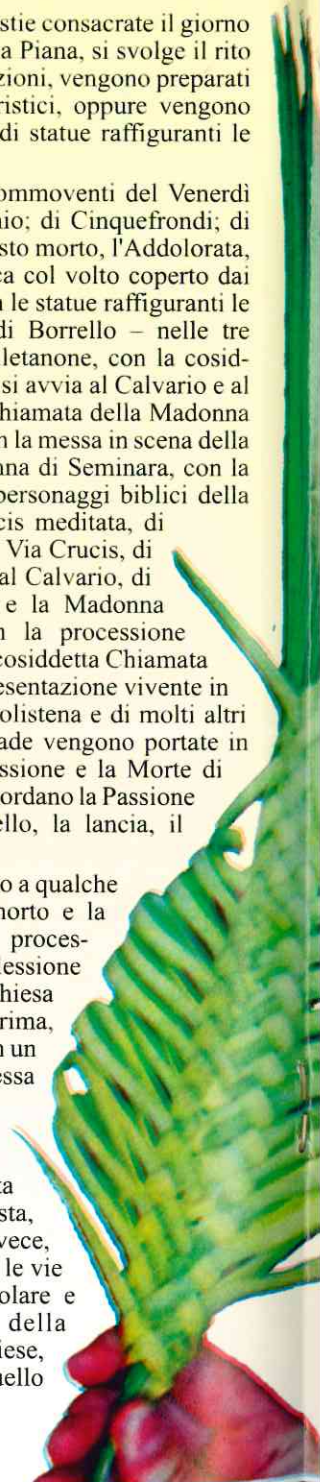 stie consacrate il giorno
a Piana, si svolge il rito
zioni, vengono preparati
ristici, oppure vengono
di statue raffiguranti le
ommoventi del Venerdì
nio; di Cinquefrondi; di
sto morto, l'Addolorata,
ca col volto coperto dai
n le statue raffiguranti le
di Borrello – nelle tre
letanone, con la cosid-
si avvia al Calvario e al
hiamata della Madonna
n la messa in scena della
nna di Seminara, con la
personaggi biblici della
cis meditata, di
Via Crucis, di
al Calvario, di
e la Madonna
n la processione
cosiddetta Chiamata
esentazione vivente in
olistena e di molti altri
ade vengono portate in
ssione e la Morte di
ordano la Passione
ello, la lancia, il
o a qualche
norto e la
proces-
lessione
hiesa
rima,
n un
essa
ta
sta,
vece,
le vie
olare e
della
iese,
uello